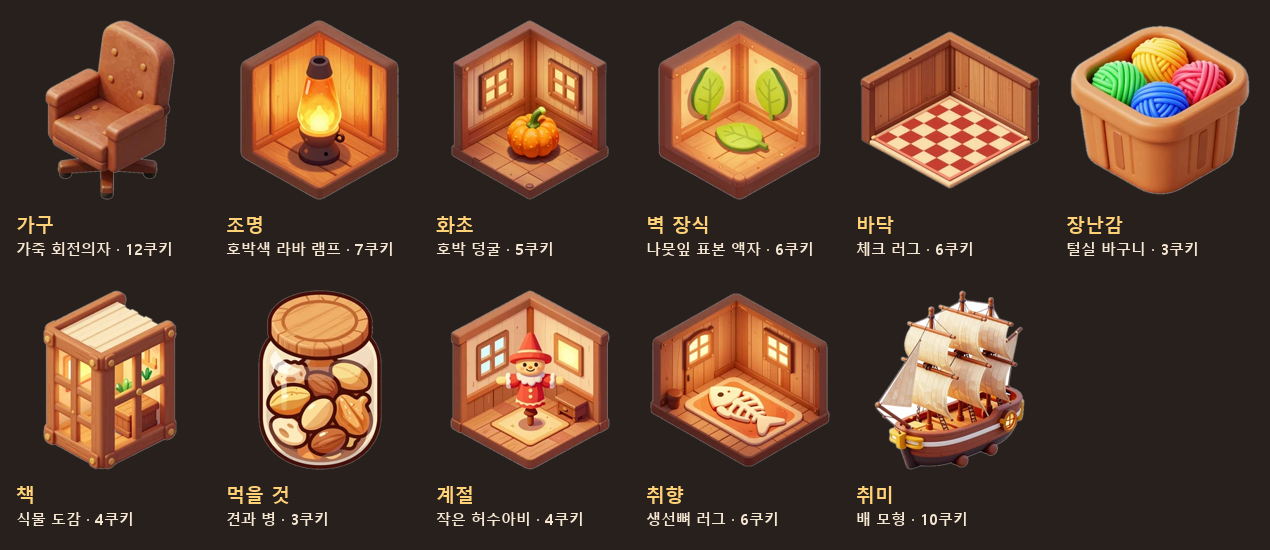 가구
가죽 회전의자 · 12쿠키
조명
호박색 라바 램프 · 7쿠키
화초
호박 덩굴 · 5쿠키
벽 장식
나뭇잎 표본 액자 · 6쿠키
바닥
체크 러그 · 6쿠키
장난감
털실 바구니 · 3쿠키
책
식물 도감 · 4쿠키
먹을 것
견과 병 · 3쿠키
계절
작은 허수아비 · 4쿠키
취향
생선뼈 러그 · 6쿠키
취미
배 모형 · 10쿠키